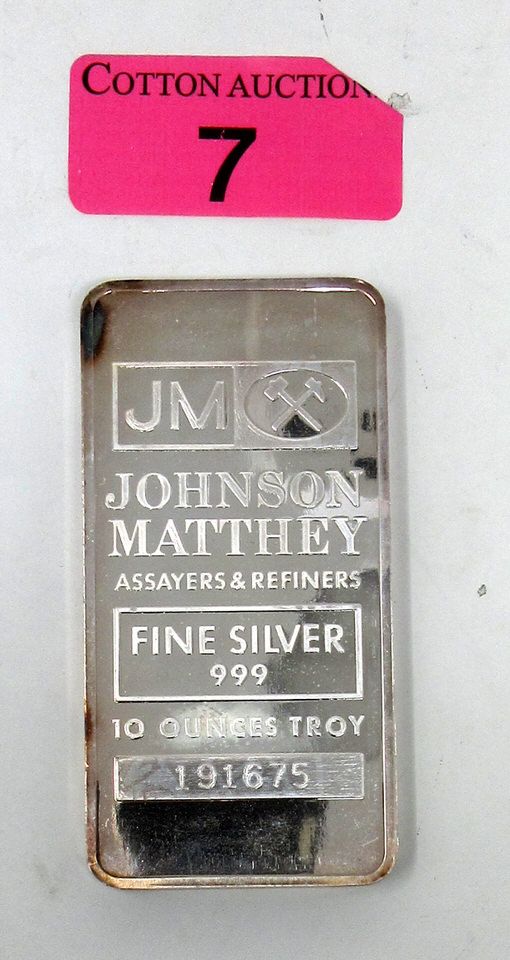 COTTON AUCTION
7
JM
JOHNSON
MATTHEY
ASSAYERS & REFINERS
FINE SILVER
999
10 OUNCES TROY
191675